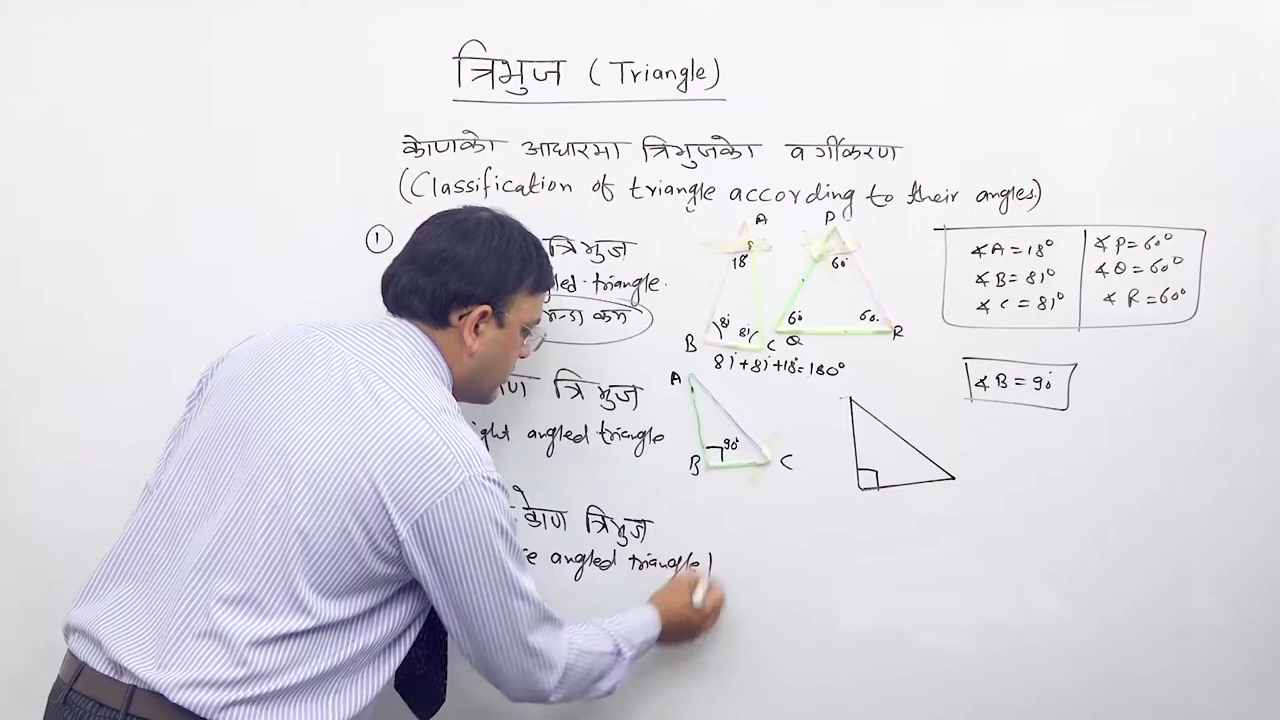 त्रिभुज (Triangle)
कोणको आधारमा त्रिभुजको वर्गीकरण
(Classification of triangle according to their angles)
①
त्रिभुज
triangle.
कम
A
18°
B
81°
81°
C
81°+81°+18°=180°
P
60°
60°
Q
60°
R
∡A=18°
∡B=81°
∡C=81°
∡P=60°
∡Q=60°
∡R=60°
त्रिभुज
angled triangle
A
90°
B
C
∡B=90°
कोण त्रिभुज
angled triangle)